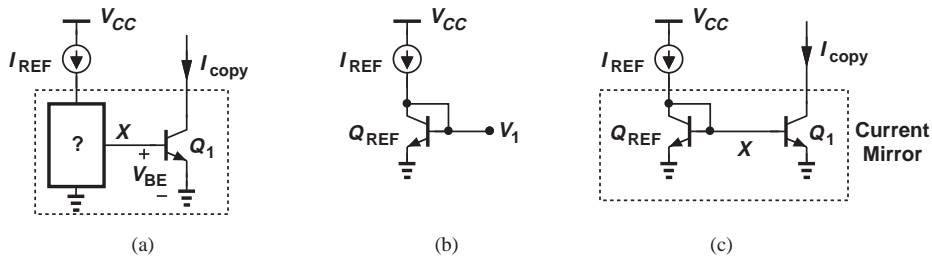 V_CC
I_REF
I_copy
?
X
Q_1
+
V_BE
−
(a)
V_CC
I_REF
Q_REF
V_1
(b)
V_CC
I_REF
I_copy
Q_REF
X
Q_1
Current
Mirror
(c)